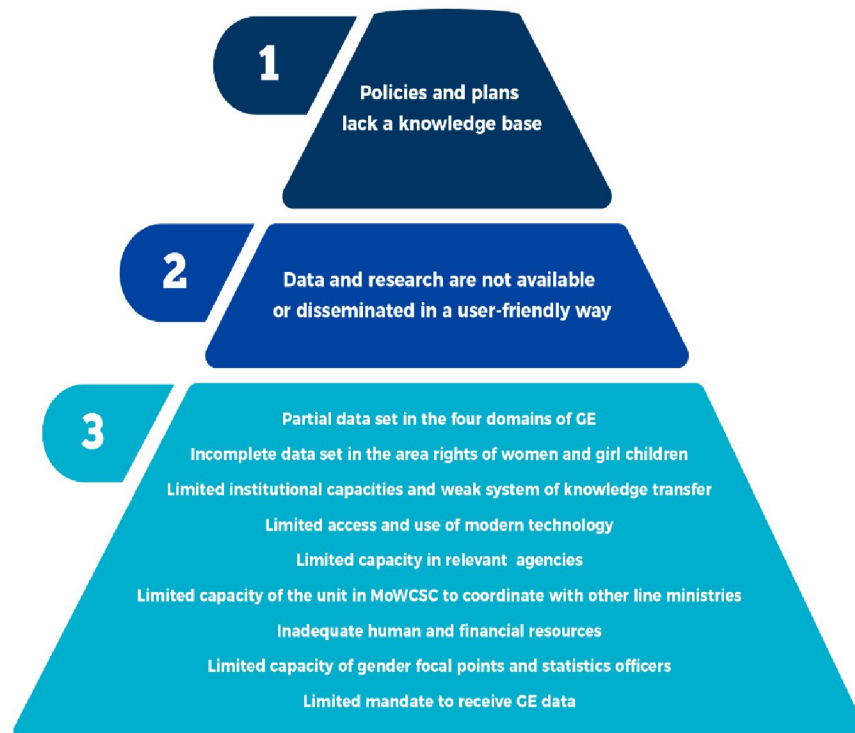 1
Policies and plans
lack a knowledge base
2
Data and research are not available
or disseminated in a user-friendly way
3
Partial data set in the four domains of GE
Incomplete data set in the area rights of women and girl children
Limited institutional capacities and weak system of knowledge transfer
Limited access and use of modern technology
Limited capacity in relevant agencies
Limited capacity of the unit in MoWCSC to coordinate with other line ministries
Inadequate human and financial resources
Limited capacity of gender focal points and statistics officers
Limited mandate to receive GE data